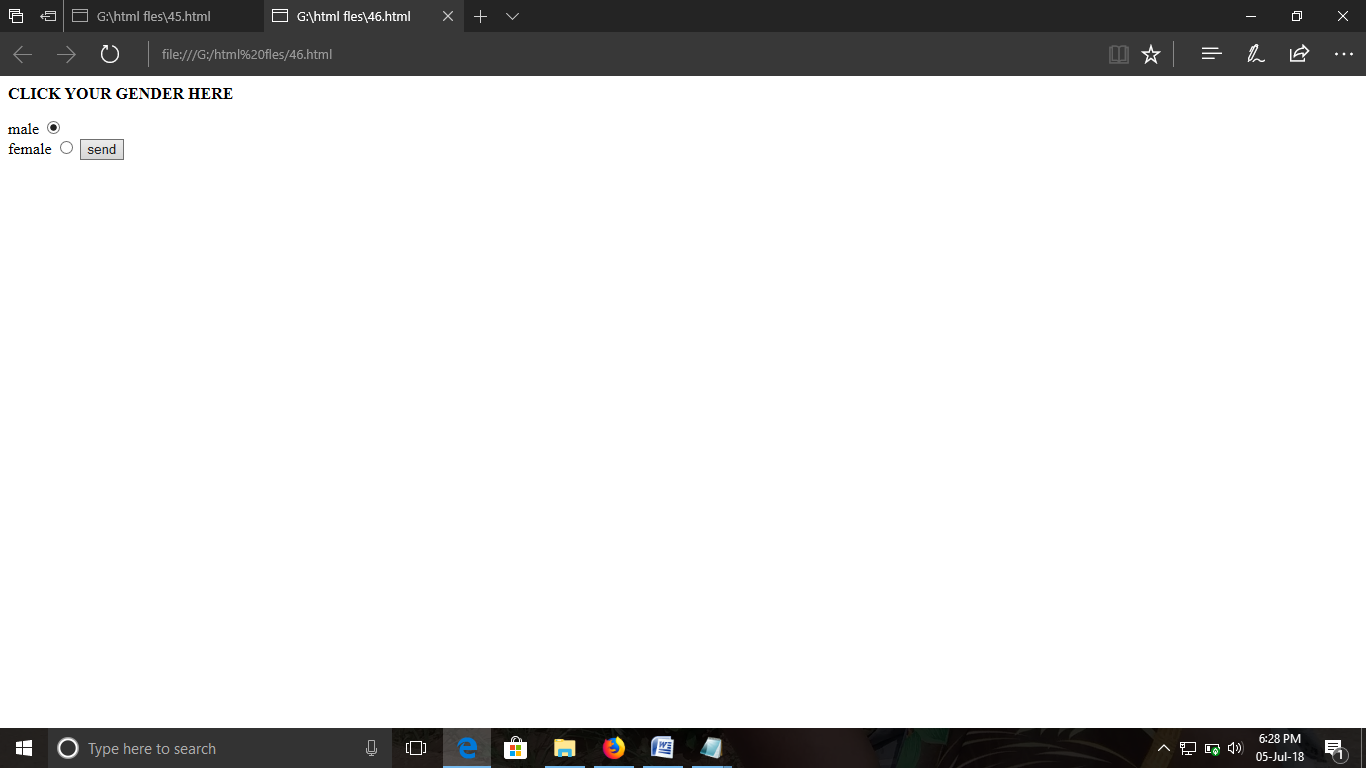 G:\html fles\45.html
G:\html fles\46.html
file:///G:/html%20fles/46.html
CLICK YOUR GENDER HERE
male
female send
Type here to search
6:28 PM
05-Jul-18
1